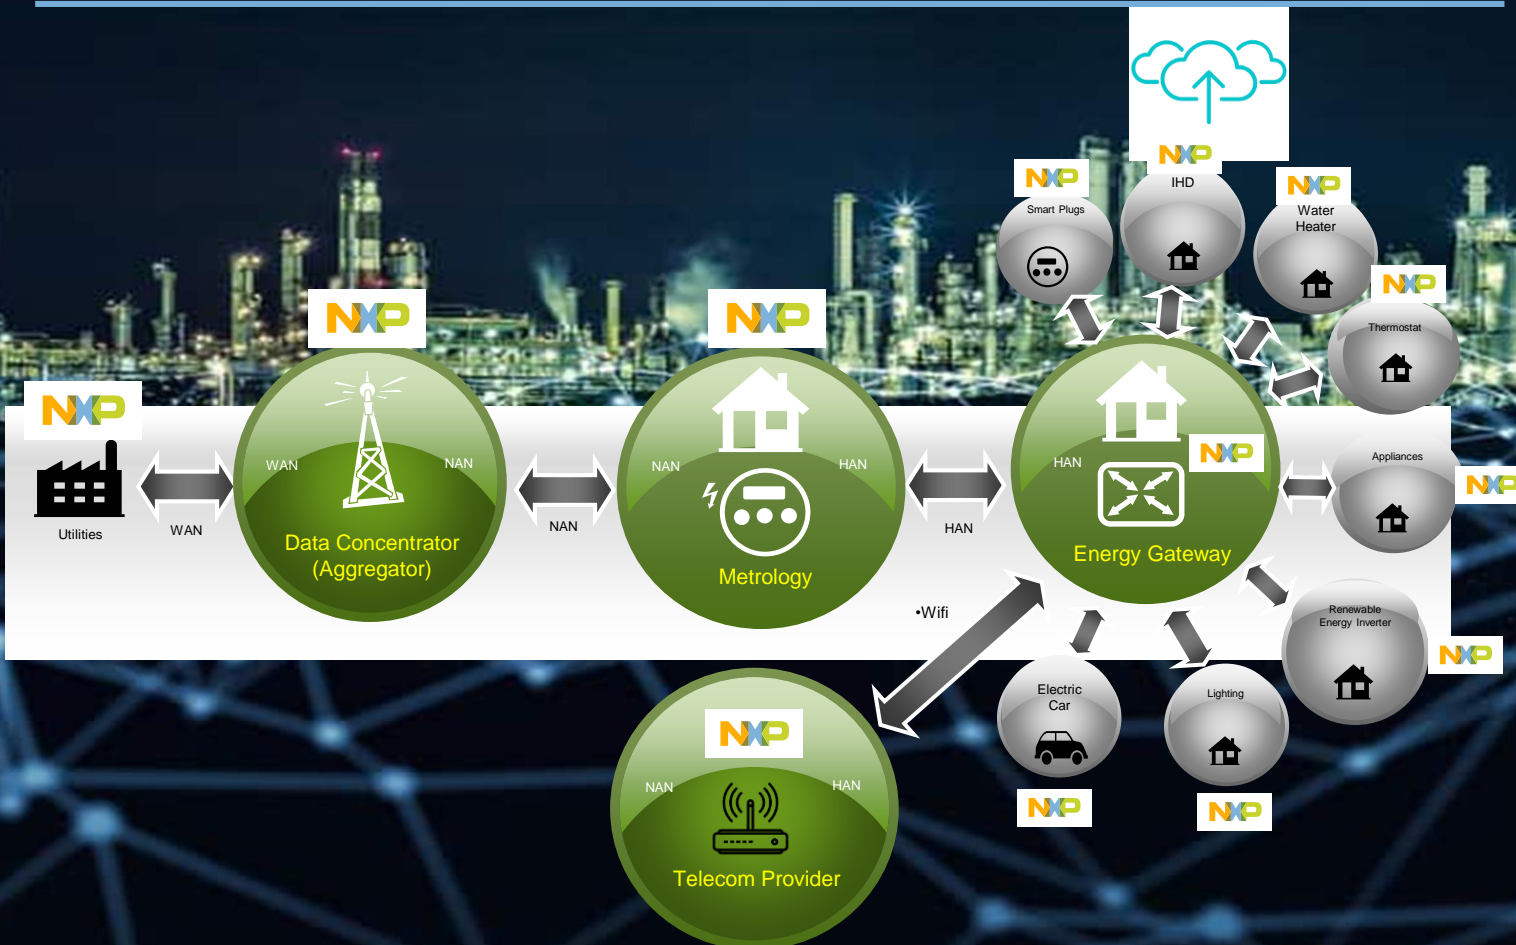 NXP
IHD
NXP
Smart Plugs
NXP
Water
Heater
NXP
Thermostat
NXP
Utilities
WAN
NXP
WAN
NAN
Data Concentrator
(Aggregator)
NAN
NXP
NAN
HAN
Metrology
HAN
HAN
NXP
Energy Gateway
Appliances
NXP
Renewable
Energy Inverter
NXP
•Wifi
Electric
Car
NXP
Lighting
NXP
NXP
NAN
HAN
Telecom Provider